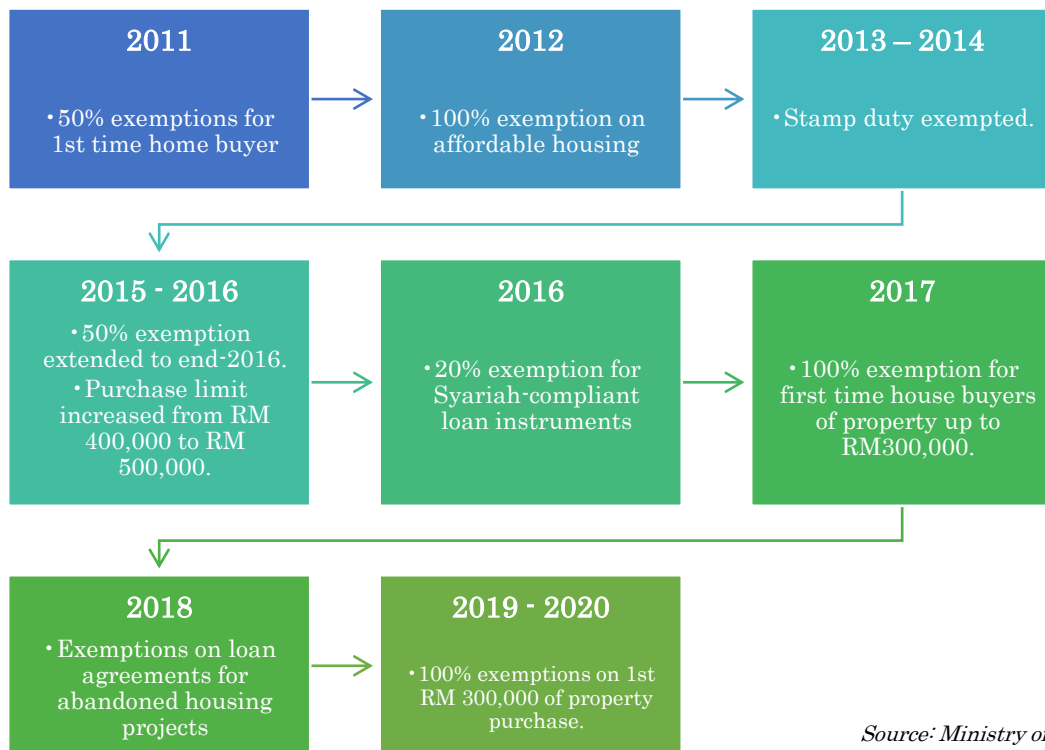 2011
•50% exemptions for
1st time home buyer
2012
•100% exemption on
affordable housing
2013 – 2014
•Stamp duty exempted.
2015 - 2016
•50% exemption
extended to end-2016.
•Purchase limit
increased from RM
400,000 to RM
500,000.
2016
•20% exemption for
Syariah-compliant
loan instruments
2017
•100% exemption for
first time house buyers
of property up to
RM300,000.
2018
•Exemptions on loan
agreements for
abandoned housing
projects
2019 - 2020
•100% exemptions on 1st
RM 300,000 of property
purchase.
Source: Ministry